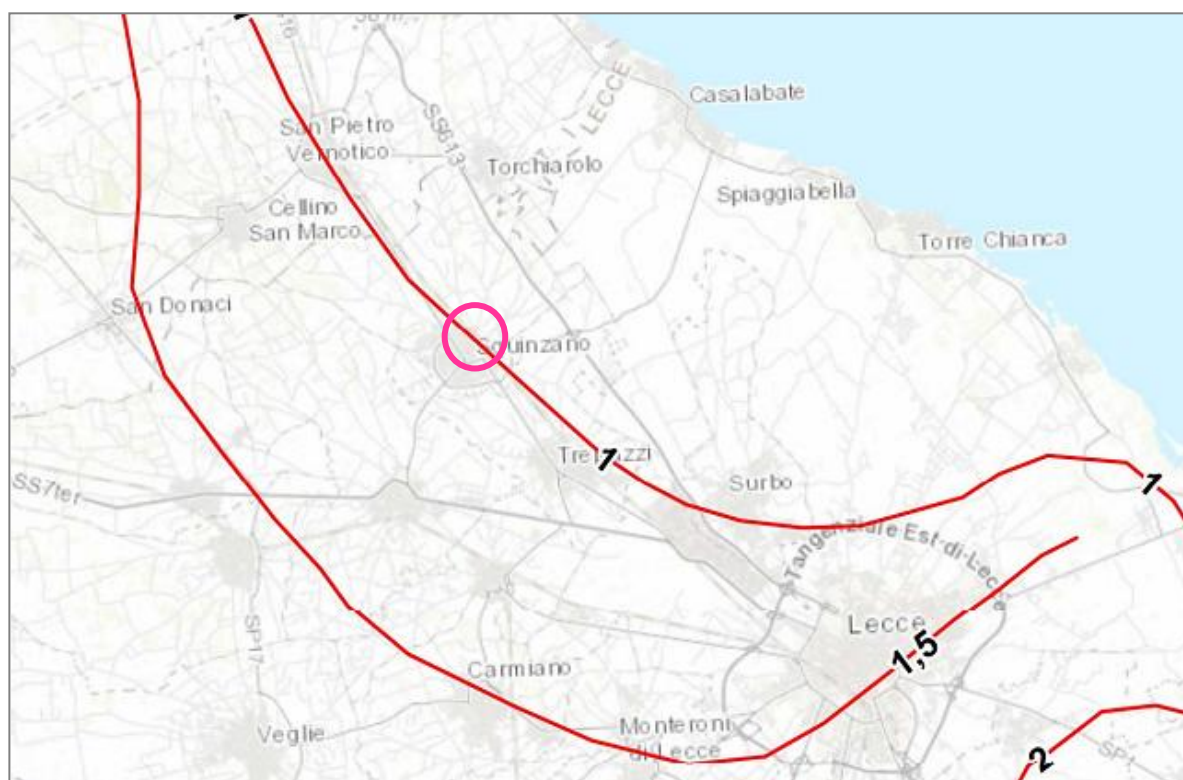 Casalabate
LECCE
SS613
San Pietro
Vernotico
Torchiarolo
Spiaggiabella
Cellino
San Marco
Torre Chianca
San Donaci
Squinzano
1
Surbo
1
SS7ter
Tangenziale Est-di-Lecce
Lecce
1,5
SP17
Carmiano
Monteroni
di Lecce
Veglie
2